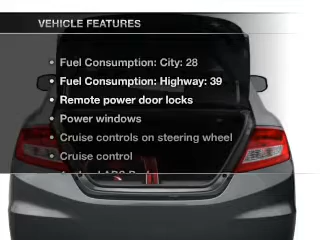 VEHICLE FEATURES
• Fuel Consumption: City: 28
• Fuel Consumption: Highway: 39
• Remote power door locks
• Power windows
• Cruise controls on steering wheel
• Cruise control